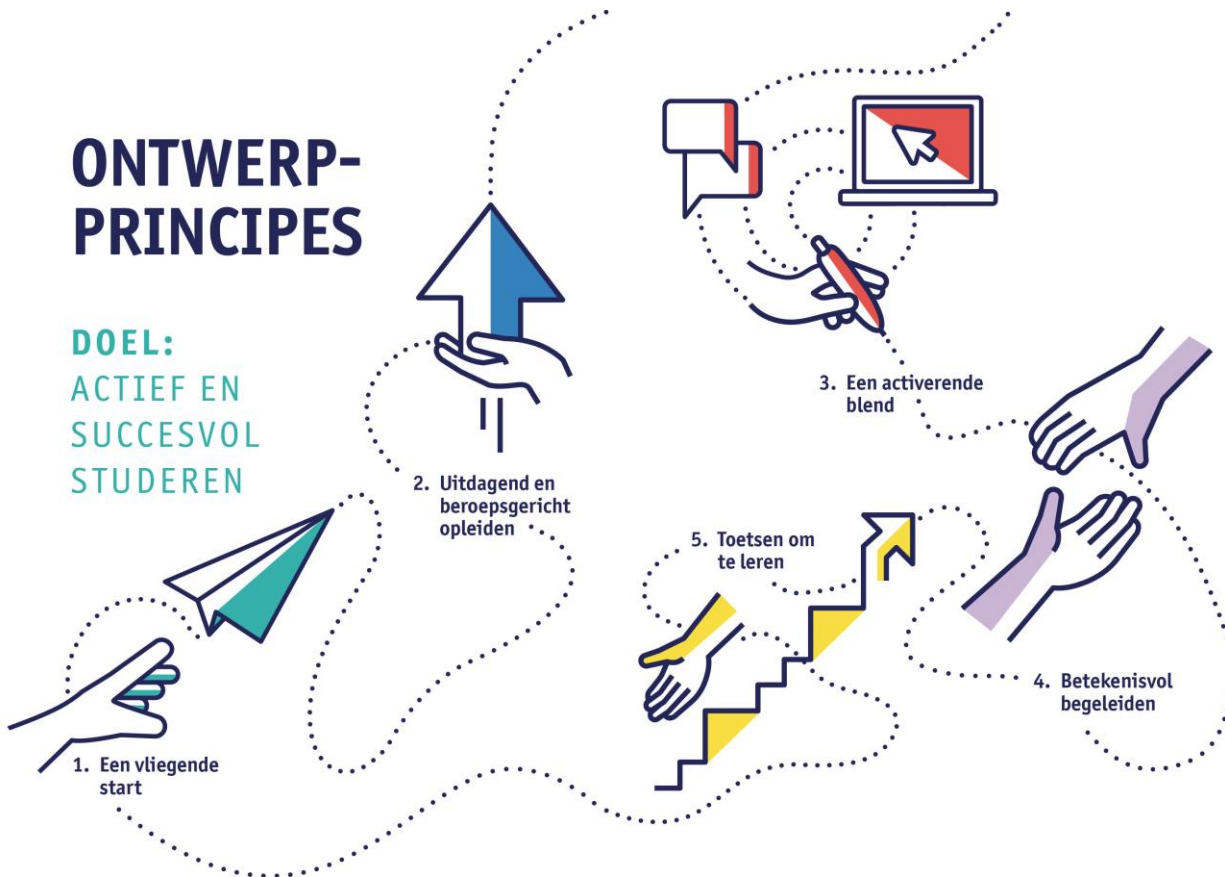 ONTWERP-
PRINCIPES
DOEL:
ACTIEF EN
SUCCESVOL
STUDEREN
1. Een vliegende
start
2. Uitdagend en
beroepsgericht
opleiden
3. Een activerende
blend
4. Betekenisvol
begeleiden
5. Toetsen om
te leren